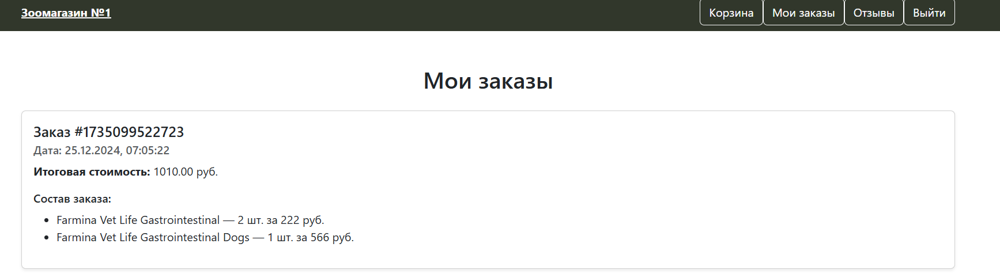 Зоомагазин №1
Корзина Мои заказы Отзывы Выйти
Мои заказы
Заказ #1735099522723
Дата: 25.12.2024, 07:05:22
Итоговая стоимость: 1010.00 руб.
Состав заказа:
• Farmina Vet Life Gastrointestinal — 2 шт. за 222 руб.
• Farmina Vet Life Gastrointestinal Dogs — 1 шт. за 566 руб.